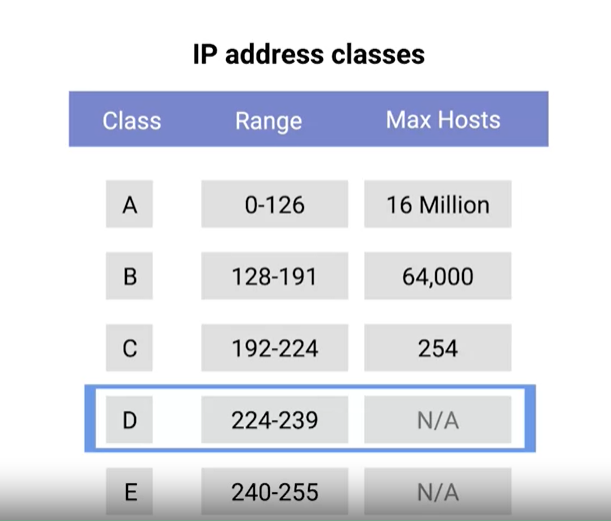 IP address classes
Class Range Max Hosts
A 0-126 16 Million
B 128-191 64,000
C 192-224 254
D 224-239 N/A
E 240-255 N/A